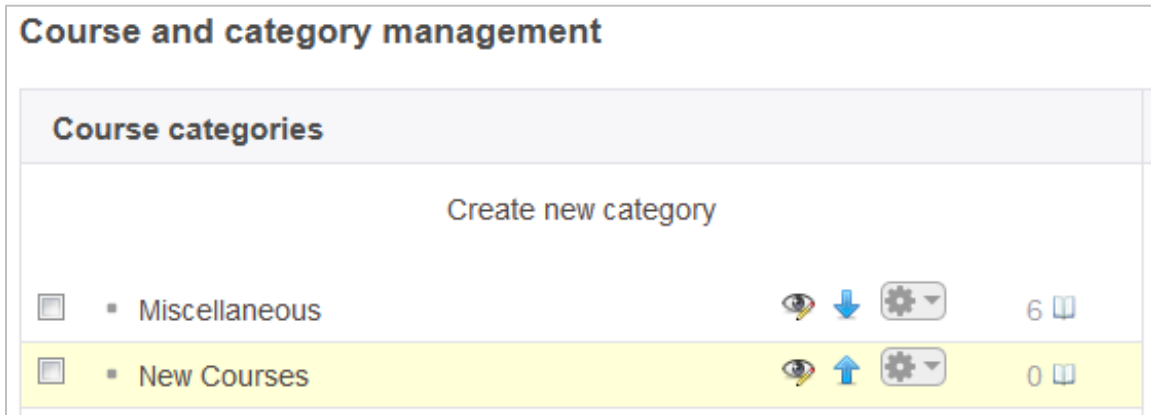 Course and category management
Course categories
Create new category
Miscellaneous 6
New Courses 0